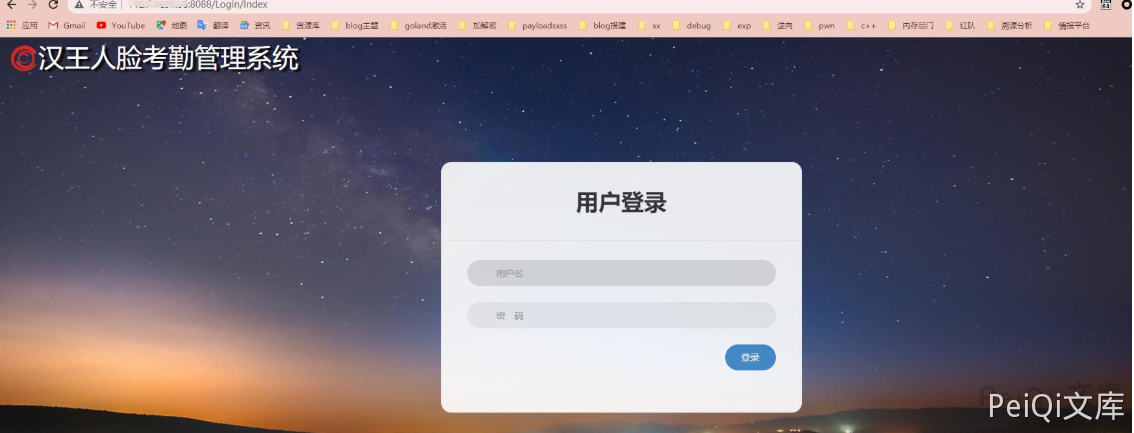 不安全 :8088/Login/Index
应用 Gmail YouTube 地图 翻译 资讯 资源库 blog主题 goland激活 加解密 payloadsxss blog搭建 xx debug exp 逆向 pwn c++ 内存后门 红队 溯源分析 情报平台
汉王人脸考勤管理系统
用户登录
用户名
密 码
登录
PeiQi文库